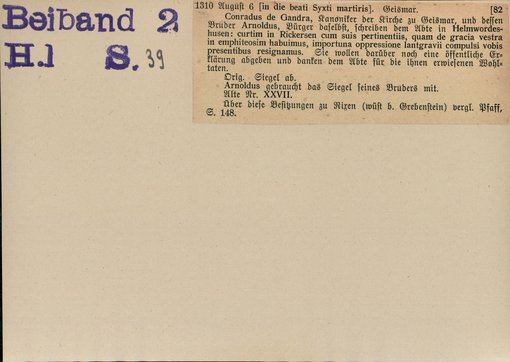 Beiband 2
H.1 S. 39
1310 August 6 [in die beati Syxti martiris]. Geismar. [82
Conradus de Gandra, Kanoniker der Kirche zu Geismar, und dessen
Bruder Arnoldus, Bürger daselbst, schreiben dem Abte in Helmwordes-
husen: curtim in Rickersen cum suis pertinentiis, quam de gracia vestra
in emphiteosim habuimus, importuna oppressione lantgravii compulsi vobis
presentibus resignamus. Sie wollen darüber noch eine öffentliche Er-
klärung abgeben und danken dem Abte für die ihnen erwiesenen Wohl-
taten.
Orig. Siegel ab.
Arnoldus gebraucht das Siegel seines Bruders mit.
Alte Nr. XXVII.
Über diese Besitzungen zu Rixen (wüst b. Grebenstein) vergl. Pfaff,
S. 148.